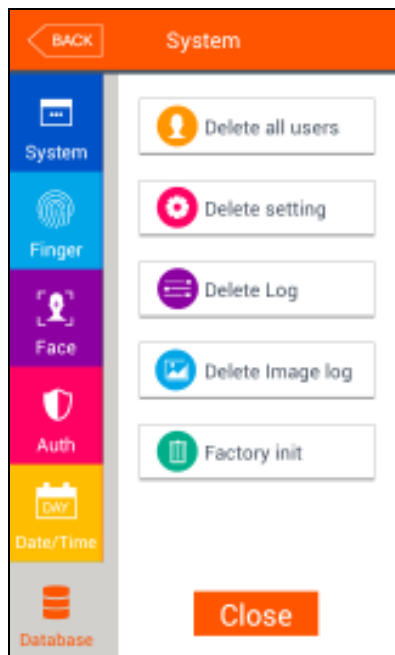 BACK
System
System
Finger
Face
Auth
DAY
Date/Time
Database
Delete all users
Delete setting
Delete Log
Delete Image log
Factory init
Close